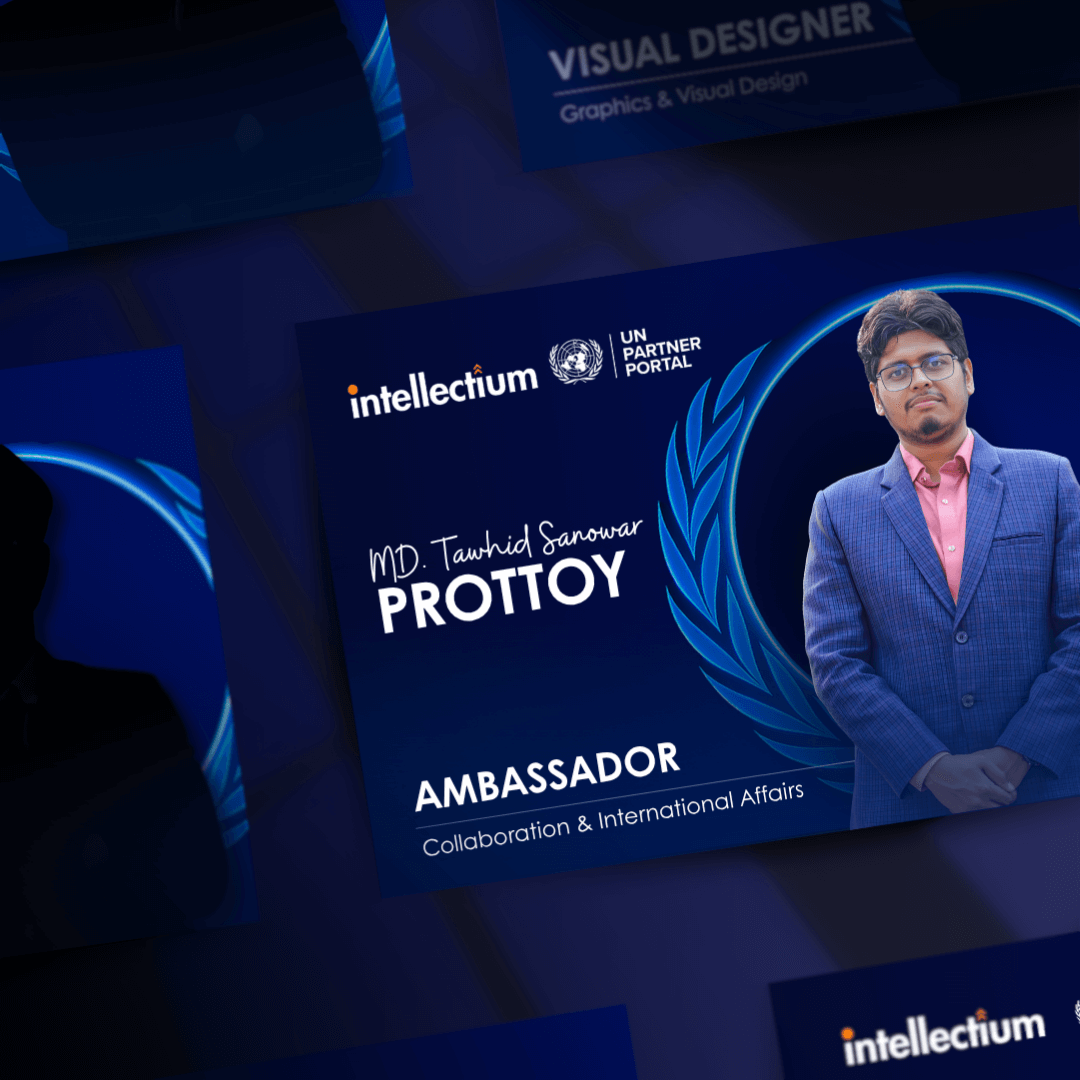 VISUAL DESIGNER
Graphics & Visual Design
intellectium
UN
PARTNER
PORTAL
MD. Tawhid Sanowar
PROTTOY
AMBASSADOR
Collaboration & International Affairs
intellectium